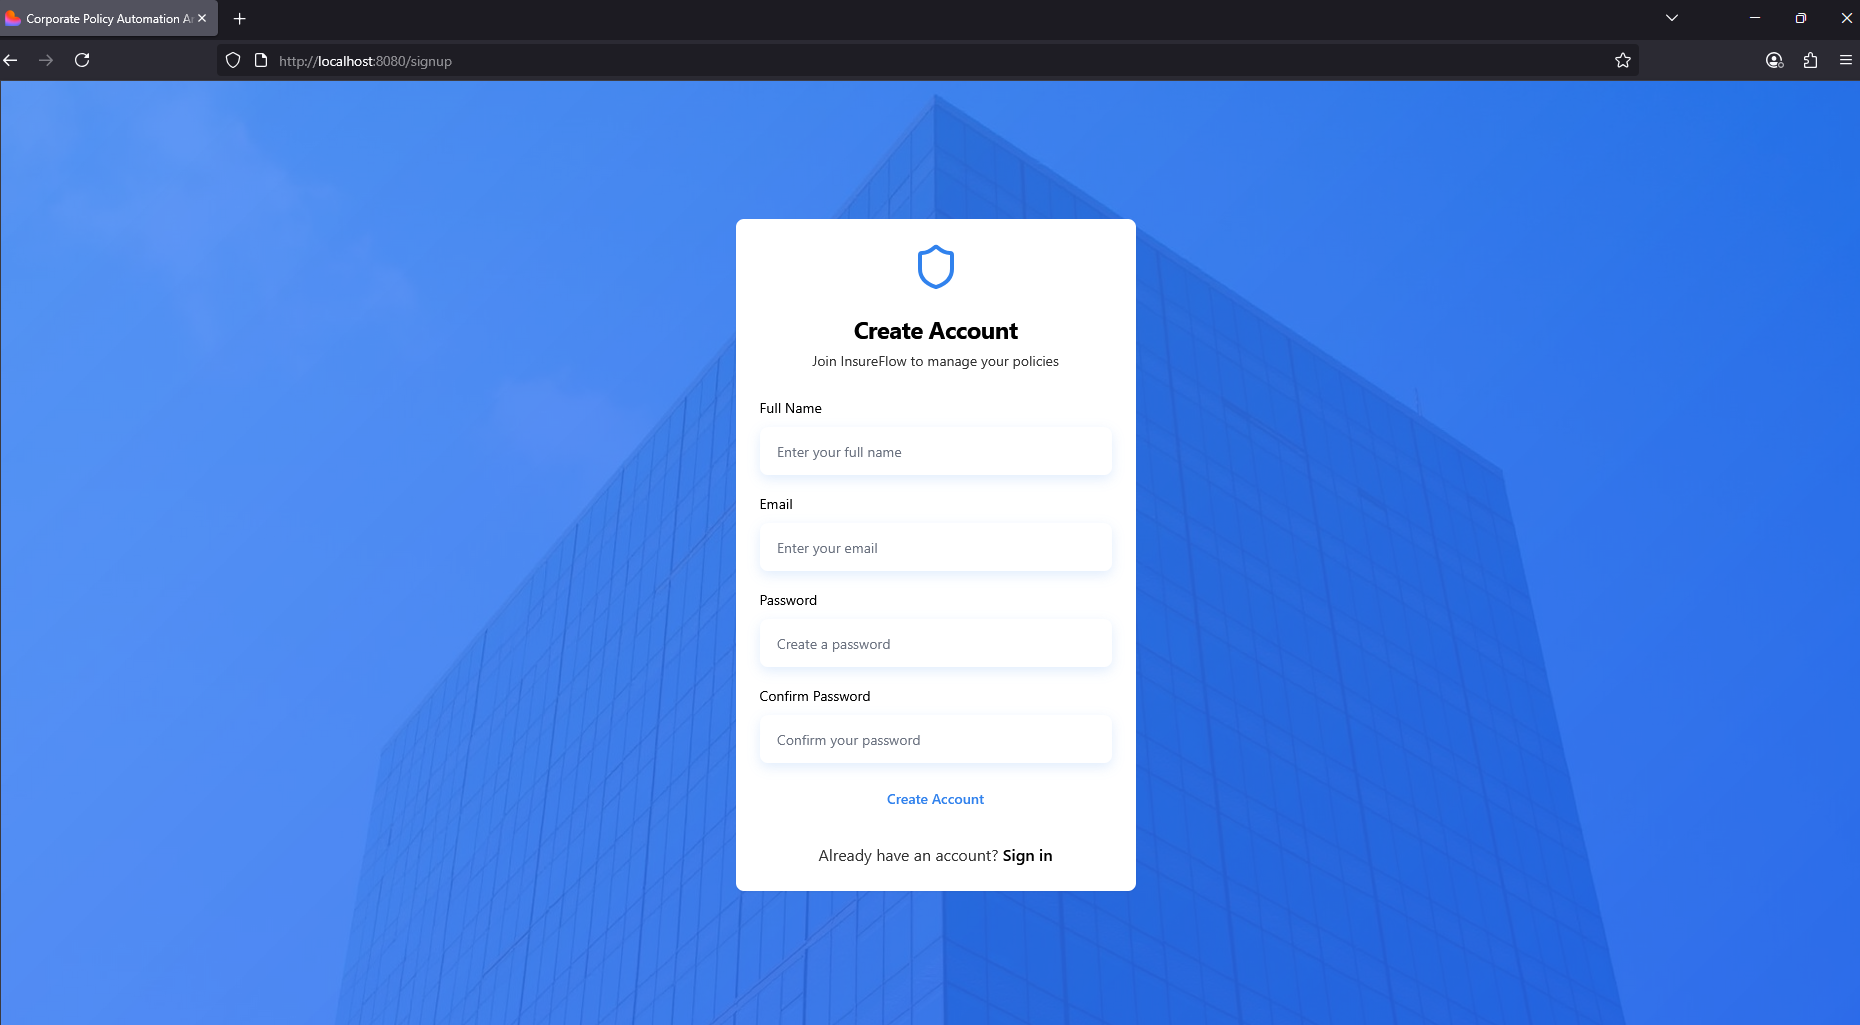 Corporate Policy Automation
http://localhost:8080/signup
Create Account
Join InsureFlow to manage your policies
Full Name
Enter your full name
Email
Enter your email
Password
Create a password
Confirm Password
Confirm your password
Create Account
Already have an account? Sign in